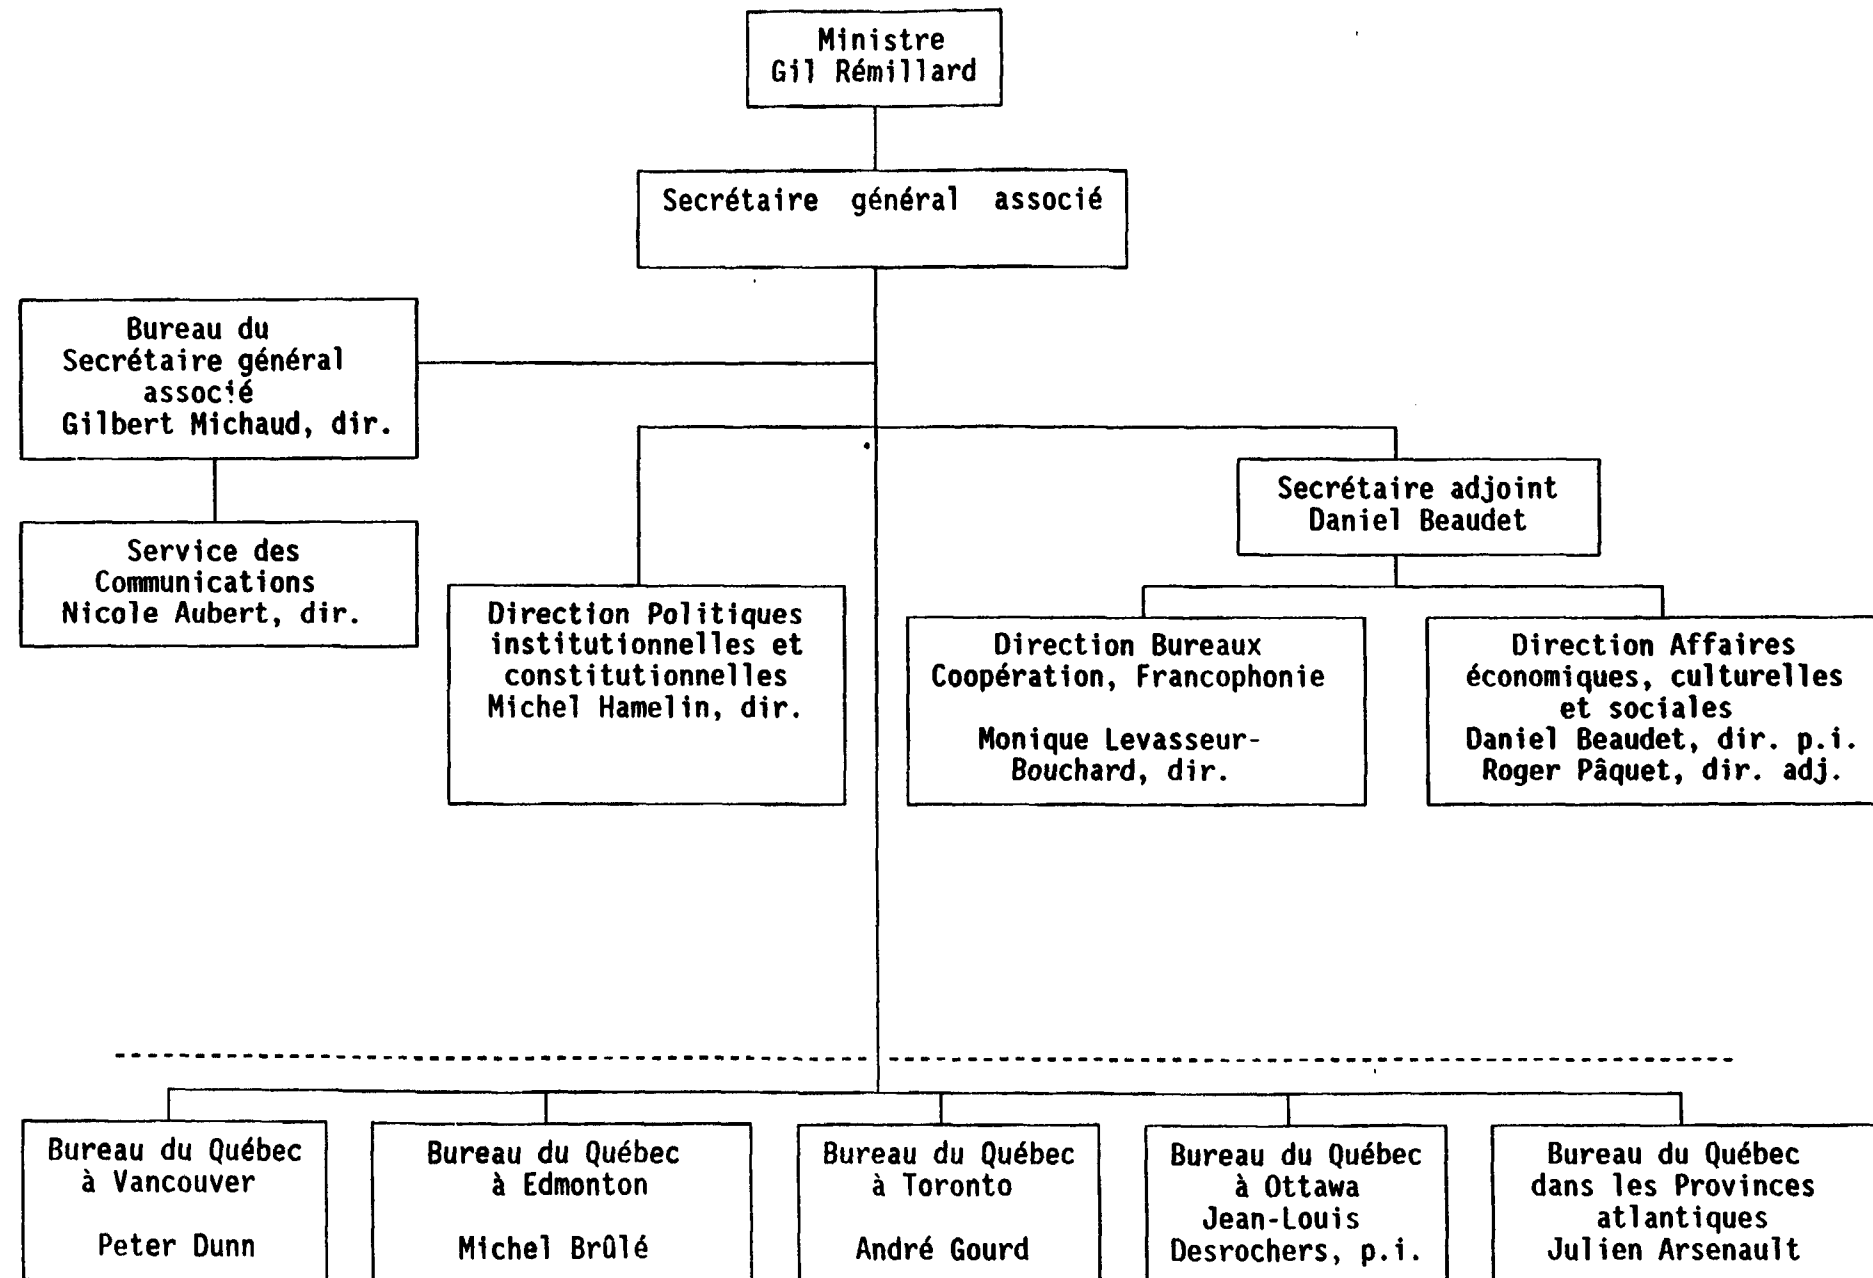 Ministre
Gil Rémillard
Secrétaire général associé
Bureau du
Secrétaire général
associé
Gilbert Michaud, dir.
Secrétaire adjoint
Daniel Beaudet
Service des
Communications
Nicole Aubert, dir.
Direction Politiques
institutionnelles et
constitutionnelles
Michel Hamelin, dir.
Direction Bureaux
Coopération, Francophonie
Monique Levasseur-
Bouchard, dir.
Direction Affaires
économiques, culturelles
et sociales
Daniel Beaudet, dir. p.i.
Roger Pâquet, dir. adj.
Bureau du Québec
à Vancouver
Peter Dunn
Bureau du Québec
à Edmonton
Michel Brûlé
Bureau du Québec
à Toronto
André Gourd
Bureau du Québec
à Ottawa
Jean-Louis
Desrochers, p.i.
Bureau du Québec
dans les Provinces
atlantiques
Julien Arsenault